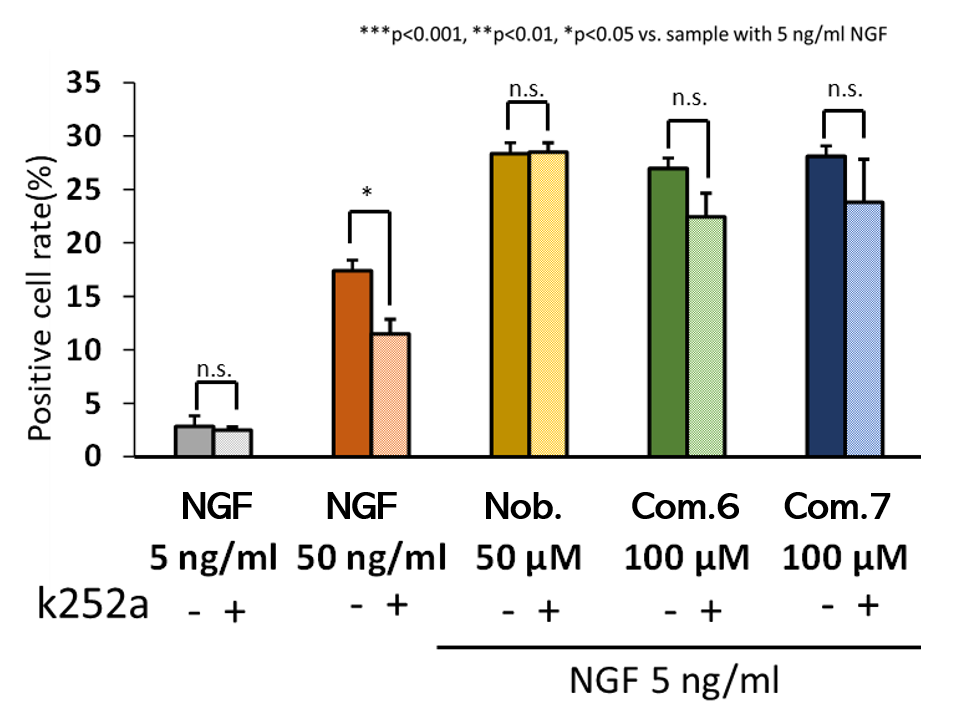 ***p<0.001, **p<0.01, *p<0.05 vs. sample with 5 ng/ml NGF
Positive cell rate(%)
35
30
25
20
15
10
5
0
n.s.
*
n.s.
n.s.
n.s.
NGF NGF Nob. Com.6 Com.7
5 ng/ml 50 ng/ml 50 μM 100 μM 100 μM
k252a - + - + - + - + - +
NGF 5 ng/ml